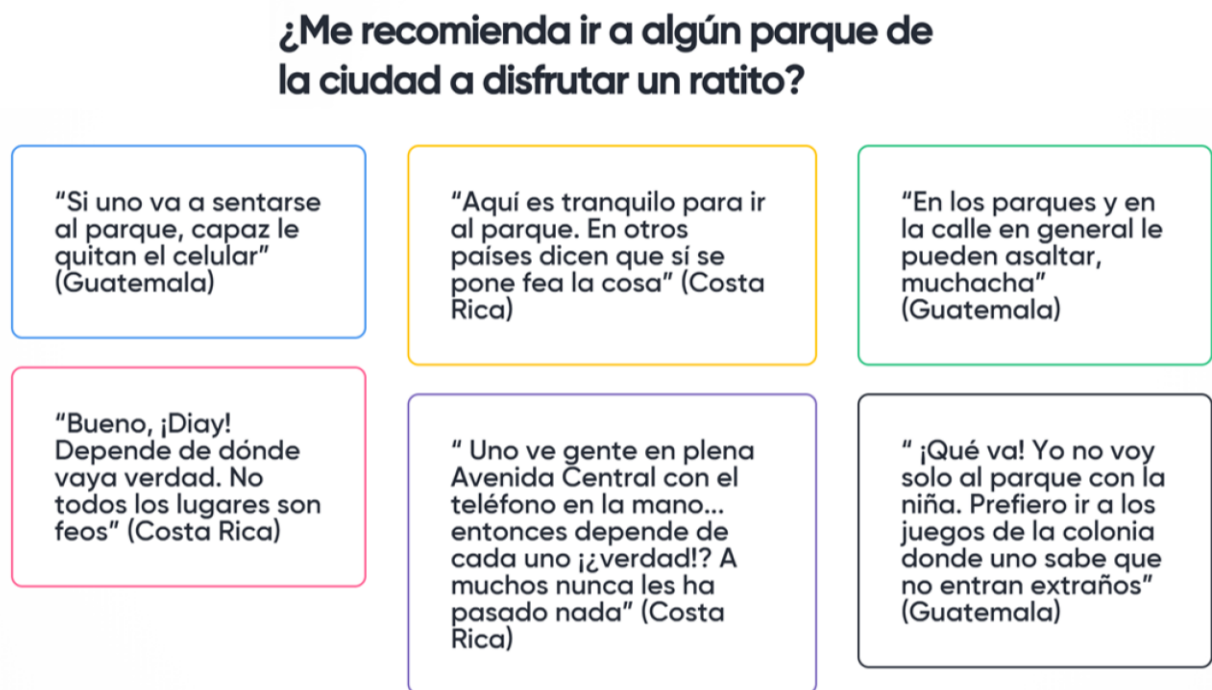 ¿Me recomienda ir a algún parque de
la ciudad a disfrutar un ratito?
“Si uno va a sentarse
al parque, capaz le
quitan el celular”
(Guatemala)
“Aquí es tranquilo para ir
al parque. En otros
países dicen que sí se
pone fea la cosa” (Costa
Rica)
“En los parques y en
la calle en general le
pueden asaltar,
muchacha”
(Guatemala)
“Bueno, ¡Diay!
Depende de dónde
vaya verdad. No
todos los lugares son
feos” (Costa Rica)
“ Uno ve gente en plena
Avenida Central con el
teléfono en la mano...
entonces depende de
cada uno ¡¿verdad!? A
muchos nunca les ha
pasado nada” (Costa
Rica)
“ ¡Qué va! Yo no voy
solo al parque con la
niña. Prefiero ir a los
juegos de la colonia
donde uno sabe que
no entran extraños”
(Guatemala)